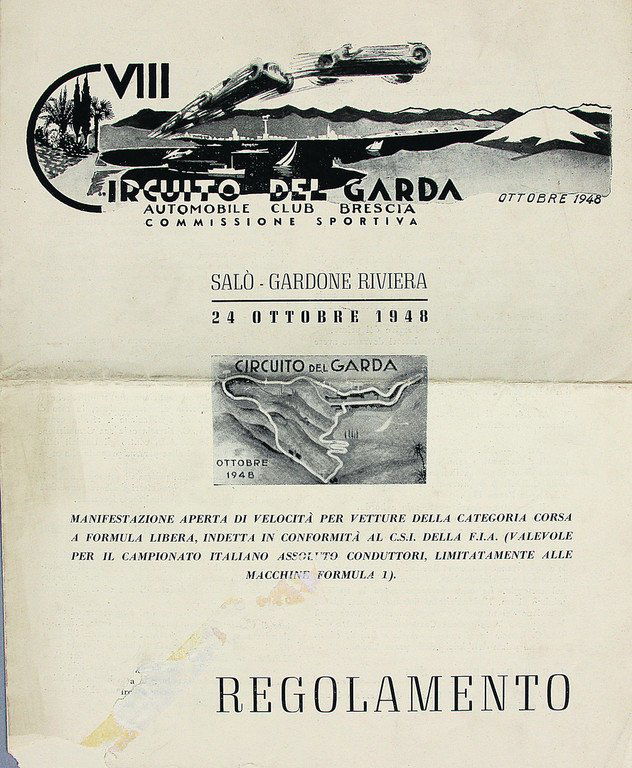 VIII
CIRCUITO DEL GARDA
OTTOBRE 1948
AUTOMOBILE CLUB BRESCIA
COMMISSIONE SPORTIVA
SALÒ - GARDONE RIVIERA
24 OTTOBRE 1948
CIRCUITO DEL GARDA
OTTOBRE
1948
MANIFESTAZIONE APERTA DI VELOCITÀ PER VETTURE DELLA CATEGORIA CORSA
A FORMULA LIBERA, INDETTA IN CONFORMITÀ AL C.S.I. DELLA F.I.A. (VALEVOLE
PER IL CAMPIONATO ITALIANO ASSOLUTO CONDUTTORI, LIMITATAMENTE ALLE
MACCHINE FORMULA 1).
REGOLAMENTO